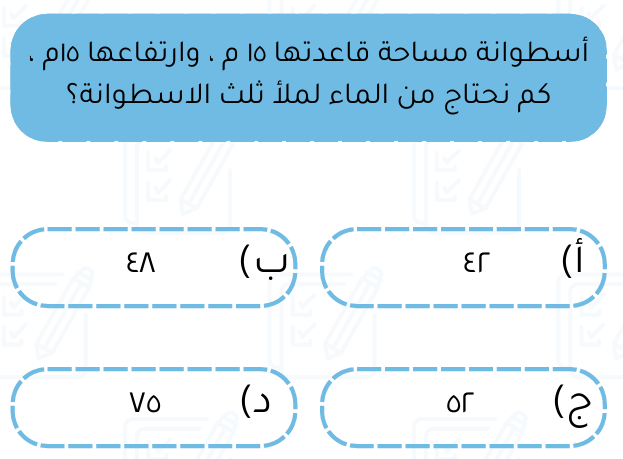 أسطوانة مساحة قاعدتها ١٥ م ، وارتفاعها ١٥م ،
كم نحتاج من الماء لملأ ثلث الاسطوانة؟
أ) ٤٢
ب) ٤٨
ج) ٥٢
د) ٧٥